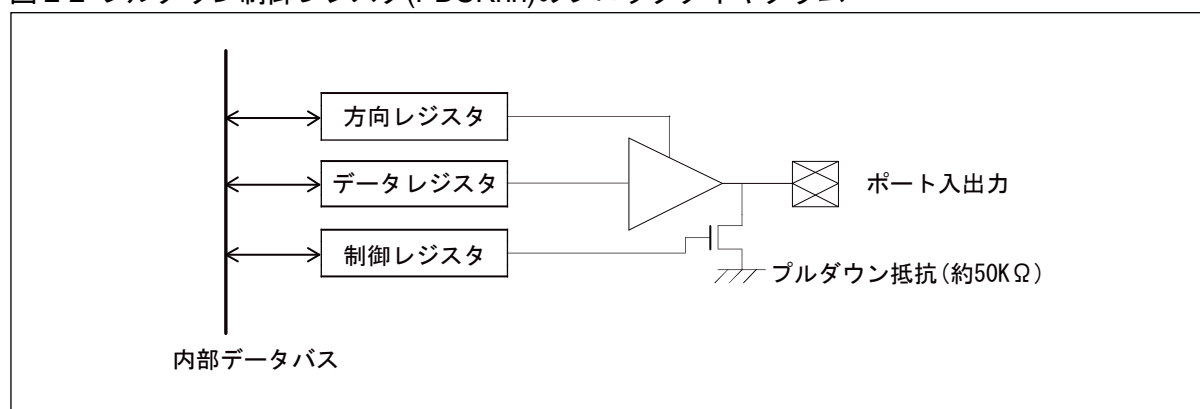 方向レジスタ
データレジスタ
ポート入出力
制御レジスタ
プルダウン抵抗(約50KΩ)
内部データバス